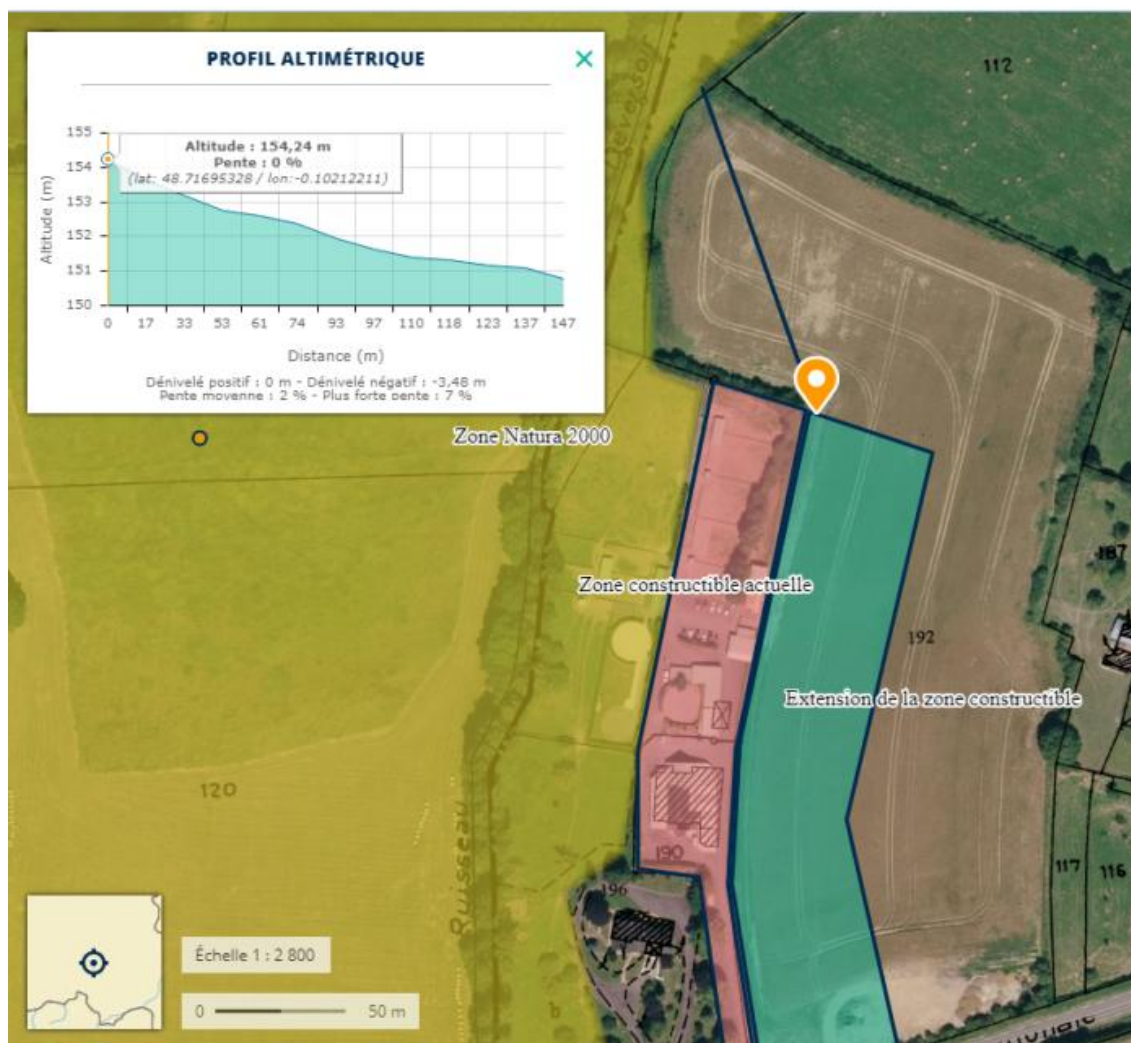 PROFIL ALTIMÉTRIQUE
155
154
153
152
151
150
Altitude (m)
Altitude : 154,24 m
Pente : 0 %
(lat: 48.71695328 / lon:-0.10212211)
0 17 33 53 61 74 93 97 110 118 123 137 147
Distance (m)
Dénivelé positif : 0 m - Dénivelé négatif : -3,48 m
Pente moyenne : 2 % - Plus forte pente : 7 %
112
Zone Natura 2000
187
Zone constructible actuelle
192
Extension de la zone constructible
120
Ruisseau
190
196
117
116
Échelle 1 : 2 800
0 50 m
b